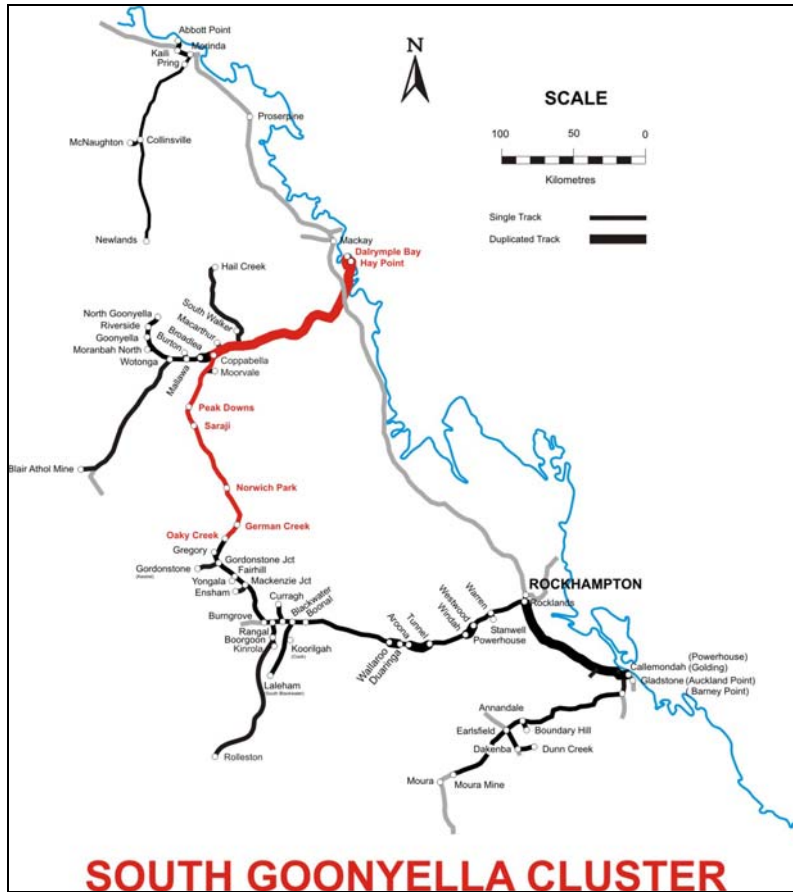 Abbott Point
Kaili
Merinda
Pring
N
SCALE
100 50 0
Kilometres
Single Track
Duplicated Track
Proserpine
McNaughton
Collinsville
Newlands
Mackay
Dalrymple Bay
Hay Point
Hail Creek
South Walker
Macarthur
North Goonyella
Riverside
Goonyella
Moranbah North
Broadlea
Burton
Wotonga
Mallawa
Coppabella
Moorvale
Peak Downs
Saraji
Blair Athol Mine
Norwich Park
German Creek
Oaky Creek
Gregory
Gordonstone Jct
Gordonstone
(Kestrel)
Fairhill
Yongala
Mackenzie Jct
Ensham
Curragh
Blackwater
Boonal
Burngrove
Rangal
Boorgoon
Kinrola
Koorilgah
(Cook)
Laleham
(South Blackwater)
Rolleston
Wallaroo
Duaringa
Aroona
Tunnel
Windah
Westwood
Warren
Stanwell
Powerhouse
ROCKHAMPTON
Rocklands
Callemondah
(Powerhouse)
(Golding)
Gladstone
(Auckland Point)
( Barney Point)
Annandale
Earlsfield
Boundary Hill
Dakenba
Dunn Creek
Moura
Moura Mine
SOUTH GOONYELLA CLUSTER